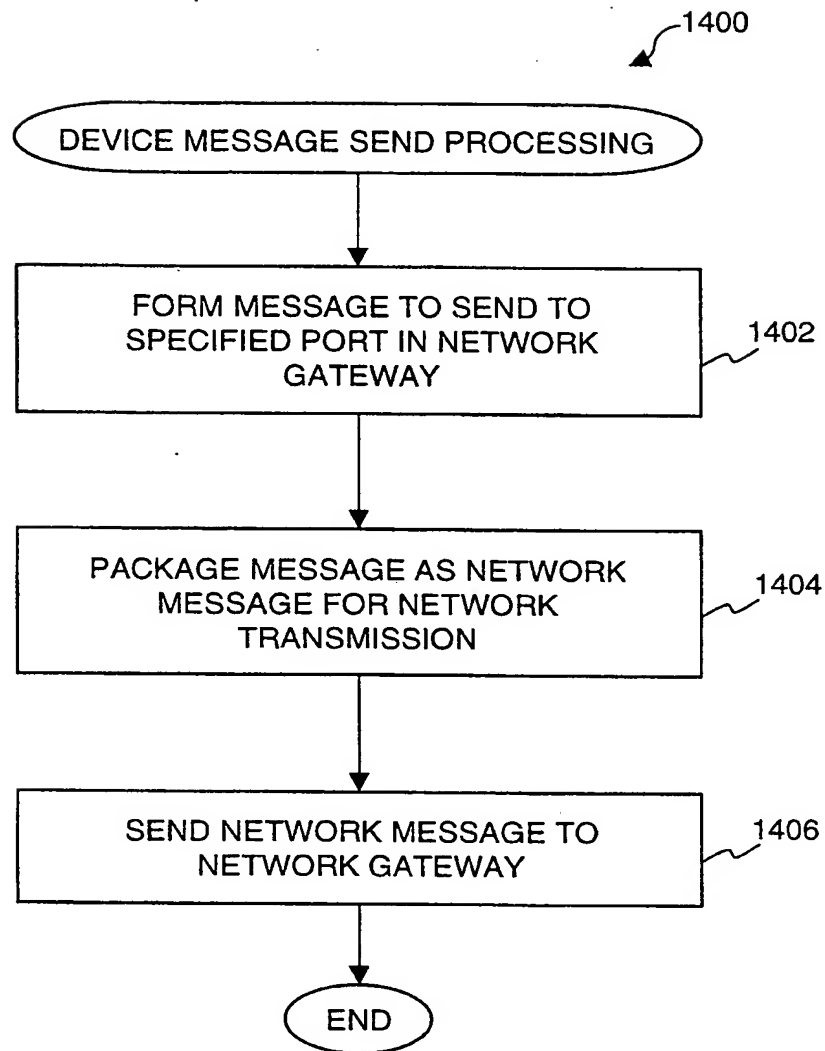 1400
DEVICE MESSAGE SEND PROCESSING
FORM MESSAGE TO SEND TO
SPECIFIED PORT IN NETWORK
GATEWAY
1402
PACKAGE MESSAGE AS NETWORK
MESSAGE FOR NETWORK
TRANSMISSION
1404
SEND NETWORK MESSAGE TO
NETWORK GATEWAY
1406
END